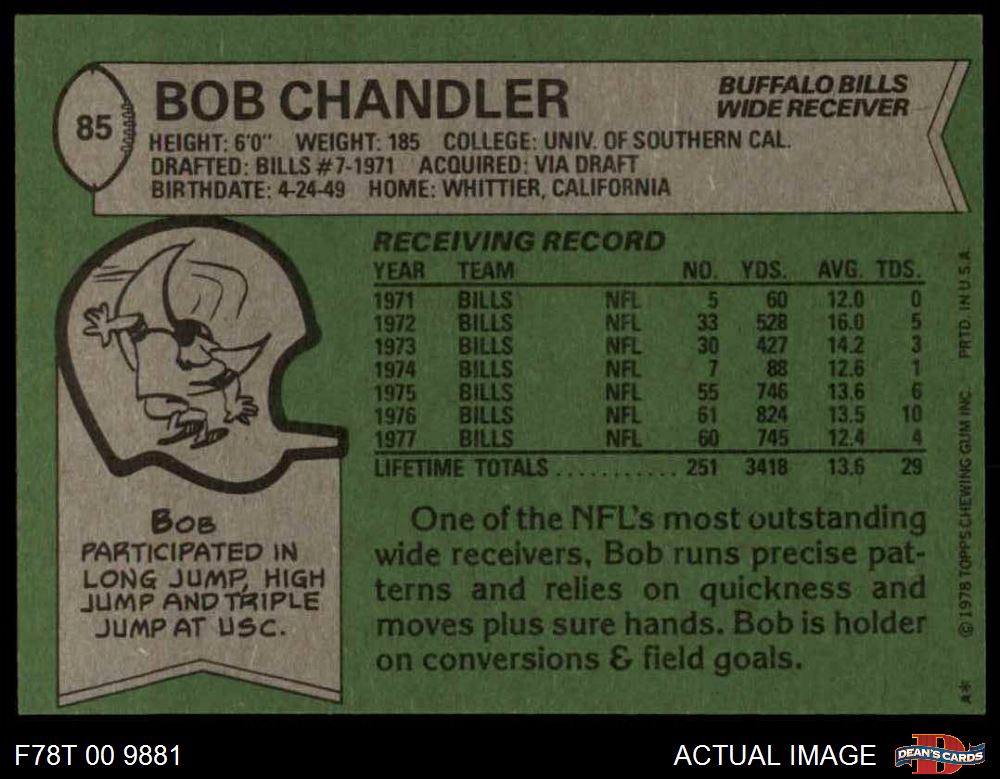 85
BOB CHANDLER
BUFFALO BILLS
WIDE RECEIVER
HEIGHT: 6'0" WEIGHT: 185 COLLEGE: UNIV. OF SOUTHERN CAL.
DRAFTED: BILLS #7-1971 ACQUIRED: VIA DRAFT
BIRTHDATE: 4-24-49 HOME: WHITTIER, CALIFORNIA
RECEIVING RECORD
YEAR TEAM NO. YDS. AVG. TDS.
1971 BILLS NFL 5 60 12.0 0
1972 BILLS NFL 33 528 16.0 5
1973 BILLS NFL 30 427 14.2 3
1974 BILLS NFL 7 88 12.6 1
1975 BILLS NFL 55 746 13.6 6
1976 BILLS NFL 61 824 13.5 10
1977 BILLS NFL 60 745 12.4 4
LIFETIME TOTALS ........... 251 3418 13.6 29
BOB
PARTICIPATED IN
LONG JUMP, HIGH
JUMP AND TRIPLE
JUMP AT USC.
One of the NFL's most outstanding
wide receivers, Bob runs precise pat-
terns and relies on quickness and
moves plus sure hands. Bob is holder
on conversions & field goals.
A* © 1978 TOPPS CHEWING GUM INC. PRTD. IN U.S.A.
F78T 00 9881
ACTUAL IMAGE
D
DEAN'S CARDS